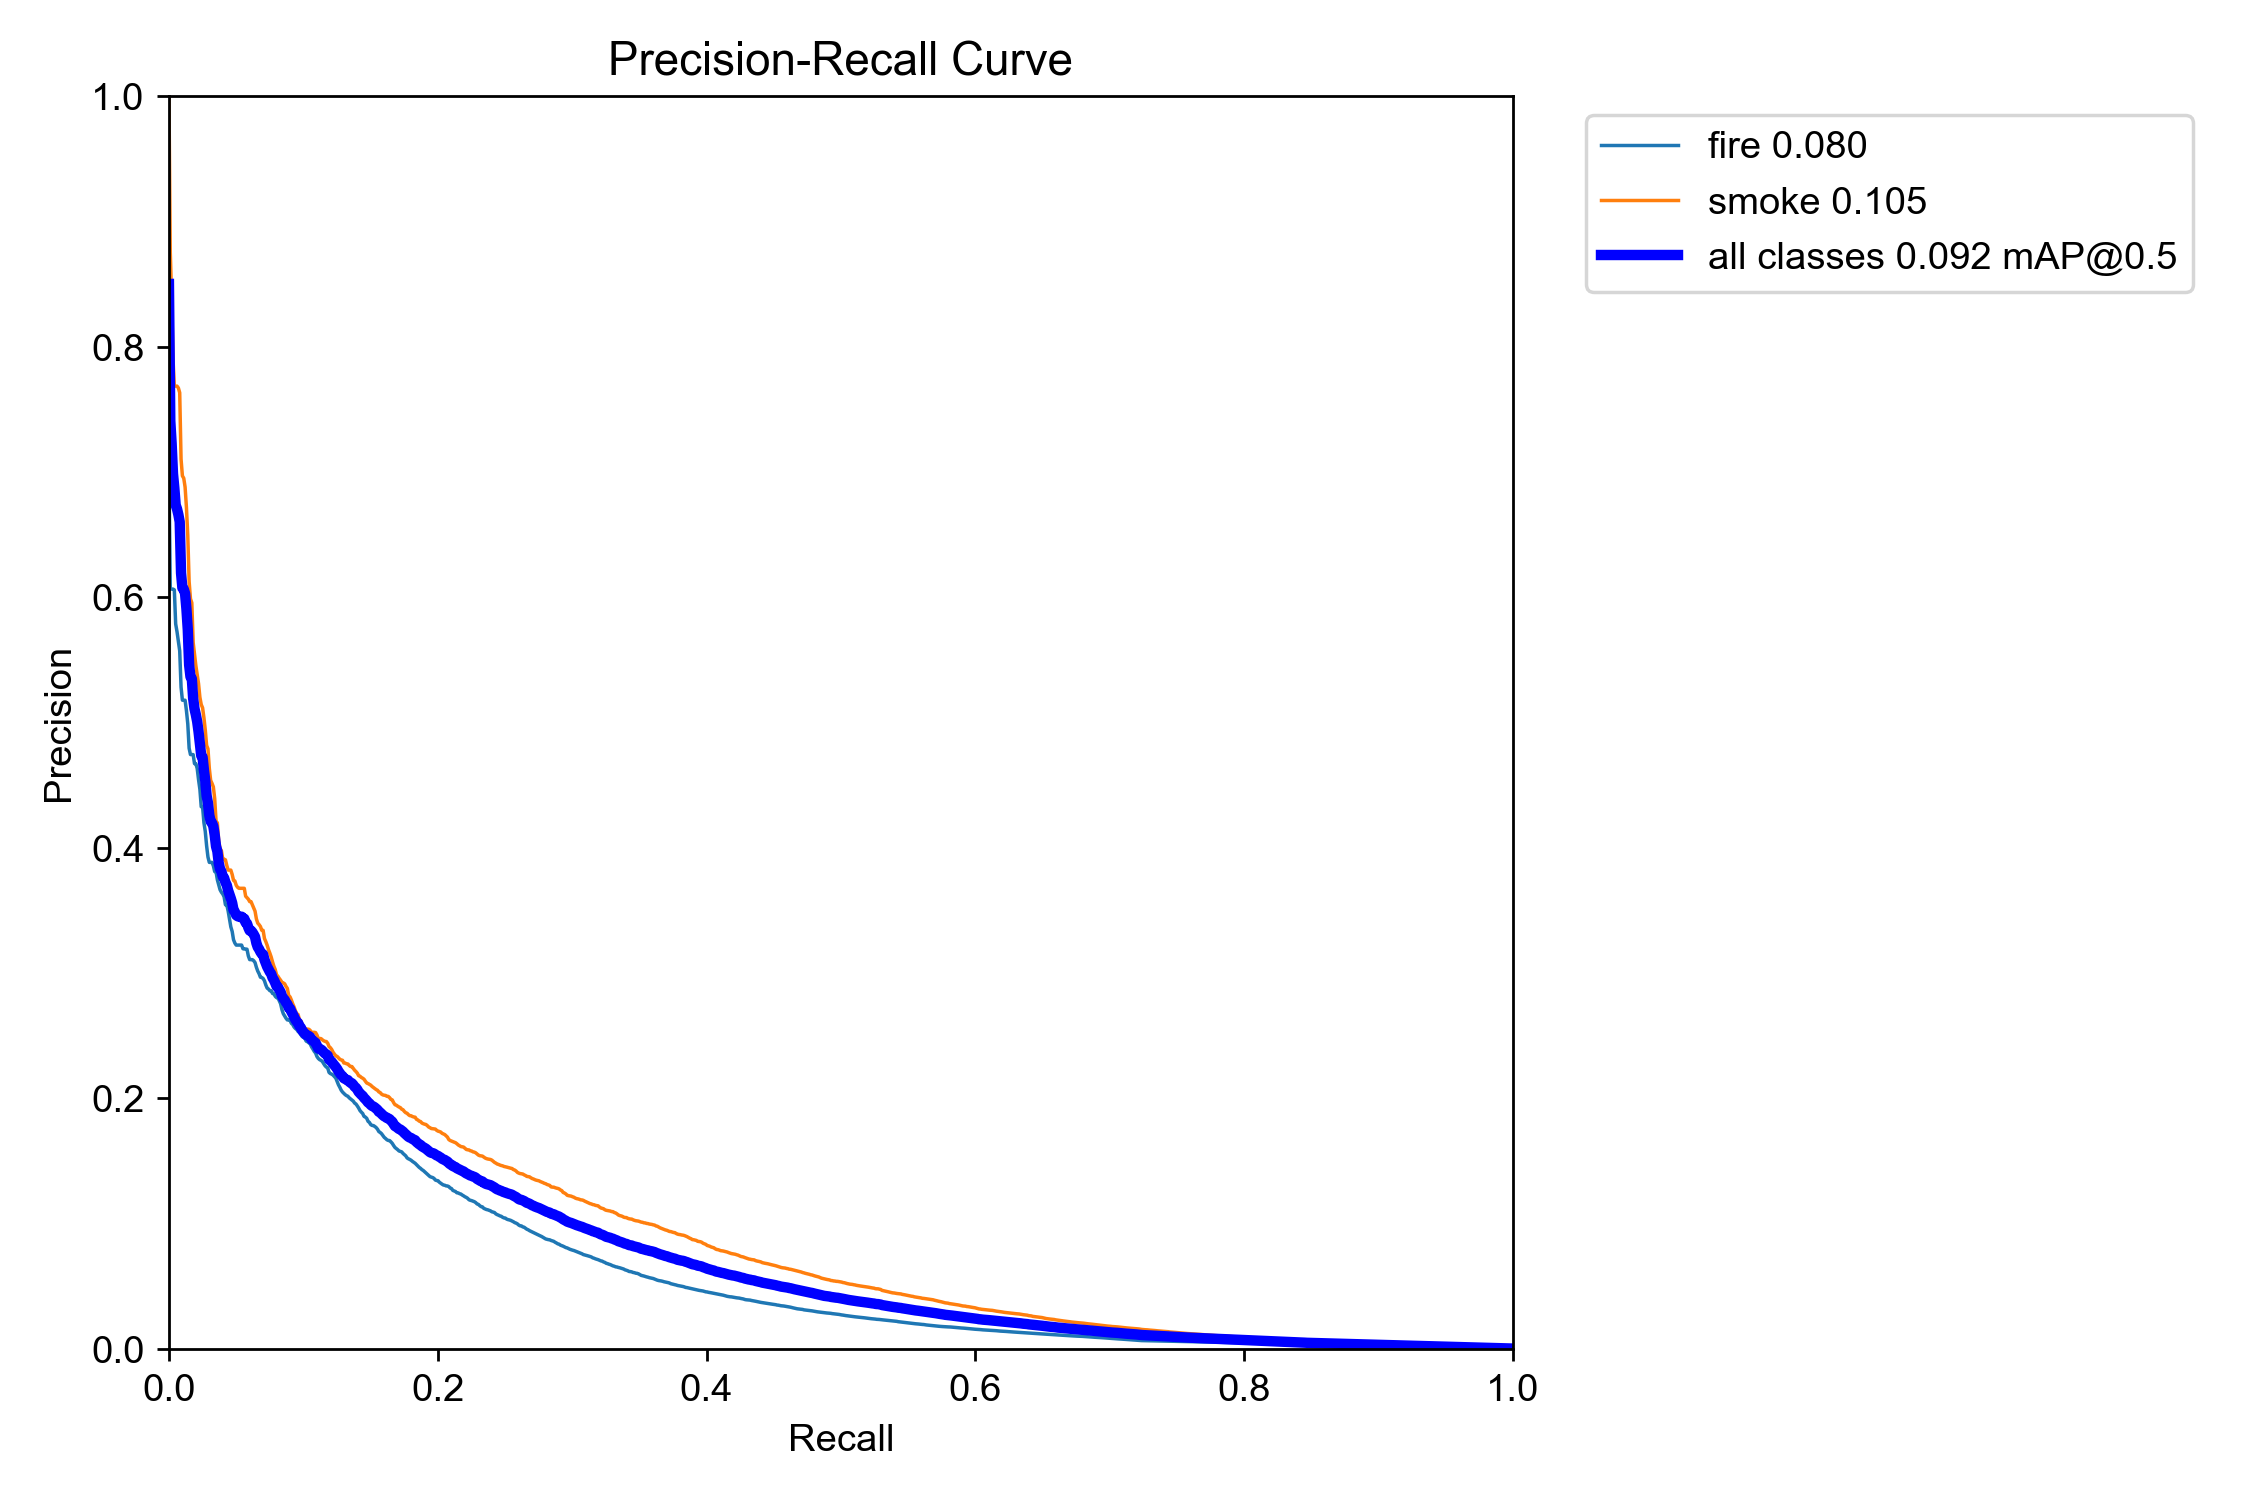 Precision-Recall Curve
1.0
0.8
0.6
0.4
0.2
0.0
Precision
0.0 0.2 0.4 0.6 0.8 1.0
Recall
fire 0.080
smoke 0.105
all classes 0.092 mAP@0.5